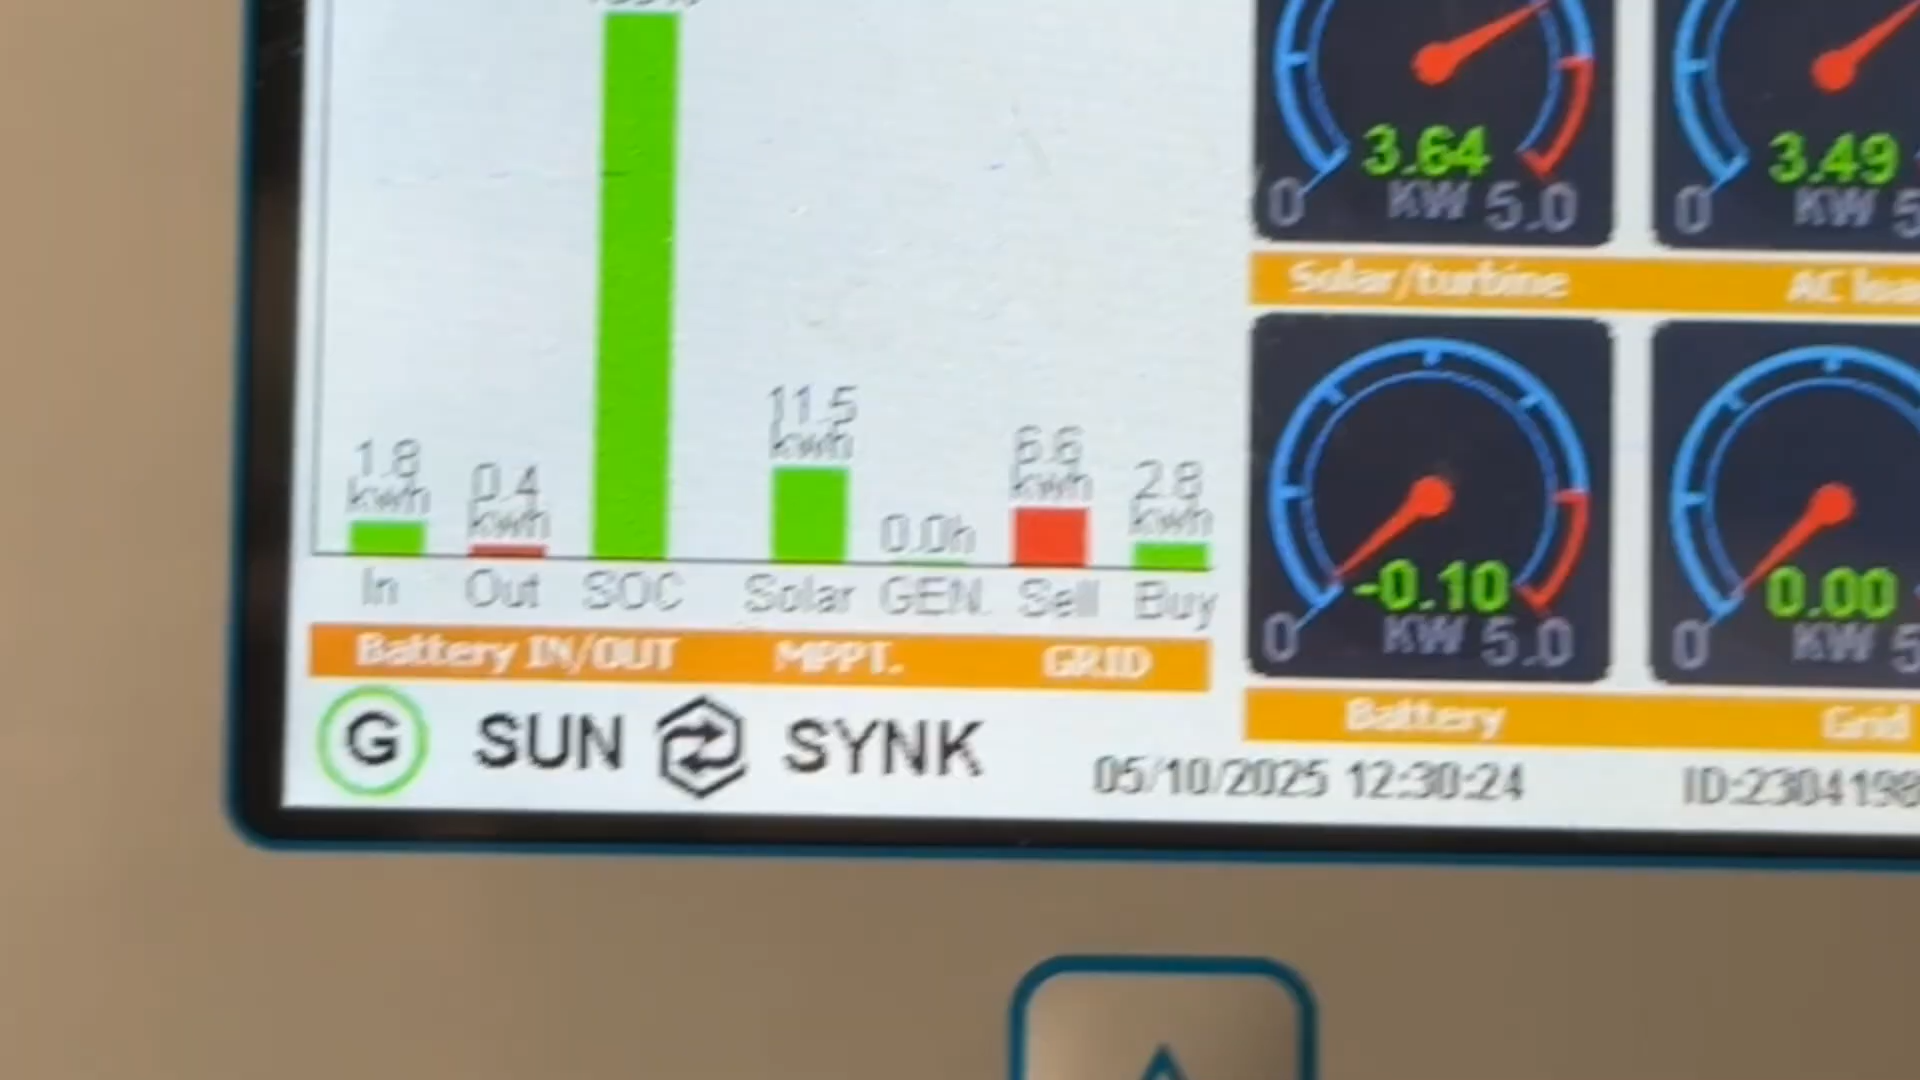 3.64
KW
0
5.0
3.49
KW
0
Solar/turbine
AC
11.5
kwh
1.8
kwh
0.4
kwh
6.6
kwh
2.8
kwh
0.0h
In
Out
SOC
Solar
GEN.
Sell
Buy
Battery IN/OUT
MPPT.
GRID
-0.10
KW
0
5.0
0.00
KW
0
Battery
Grid
G
SUN SYNK
05/10/2025 12:30:24
ID:2304198